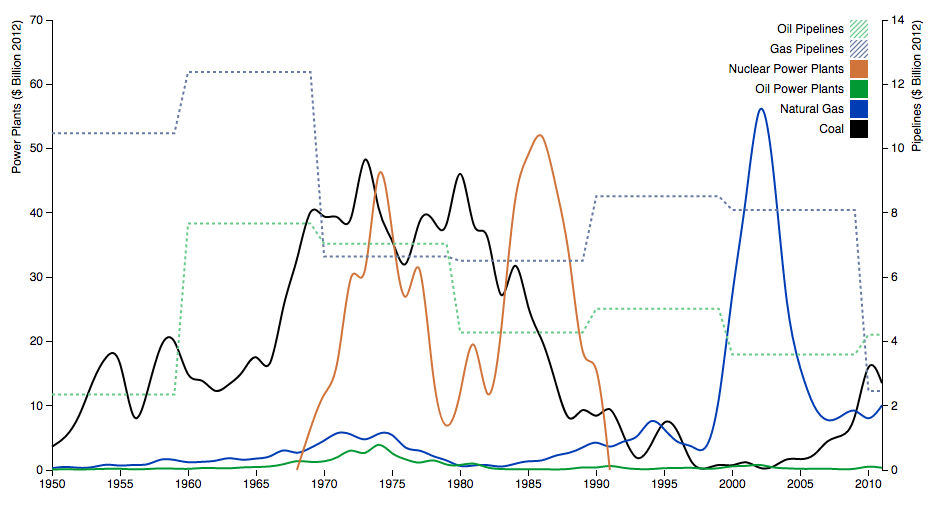 Power Plants ($ Billion 2012)
70
60
50
40
30
20
10
0
Oil Pipelines
Gas Pipelines
Nuclear Power Plants
Oil Power Plants
Natural Gas
Coal
14
12
10
8
6
4
2
0
Pipelines ($ Billion 2012)
1950 1955 1960 1965 1970 1975 1980 1985 1990 1995 2000 2005 2010